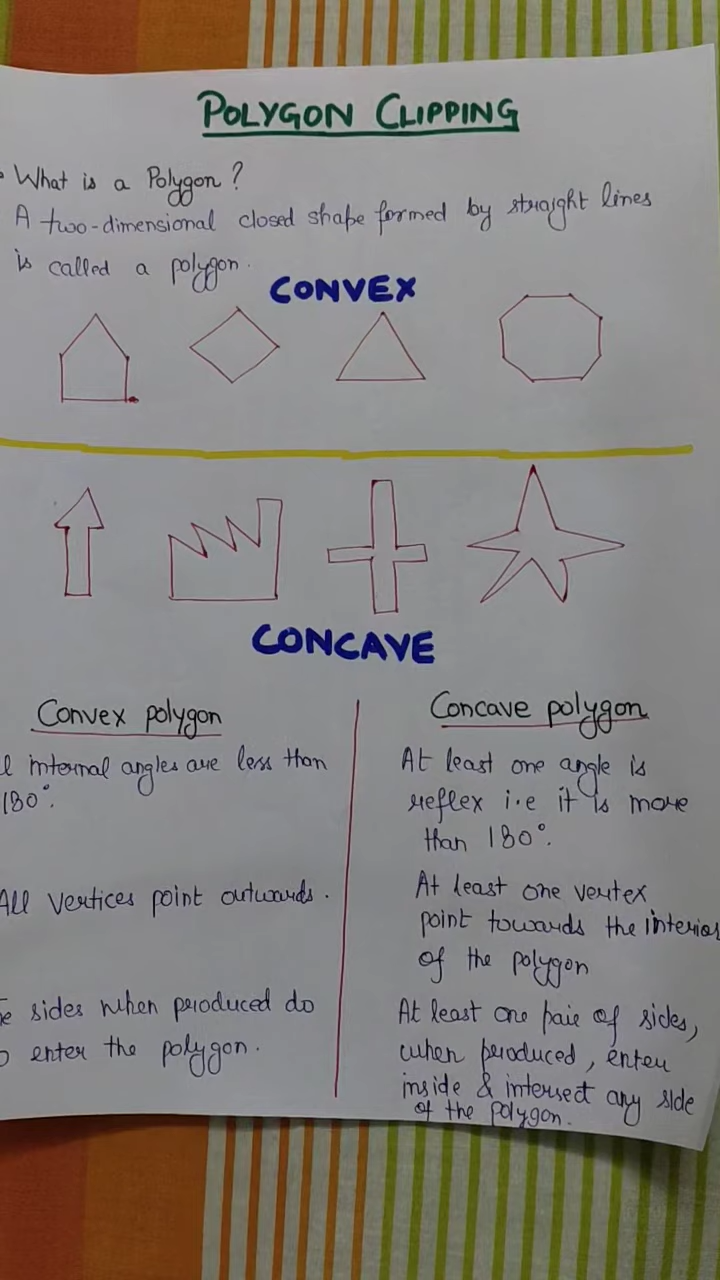 POLYGON CLIPPING
What is a Polygon?
A two-dimensional closed shape formed by straight lines
is called a polygon.
CONVEX
CONCAVE
Convex polygon
internal angles are less than
180°.
All vertices point outwards.
sides when produced do
enter the polygon.
Concave polygon
At least one angle is
reflex i.e it is more
than 180°.
At least one vertex
point towards the interior
of the polygon
At least one pair of sides,
when produced, enter
inside & intersect any side
of the polygon.